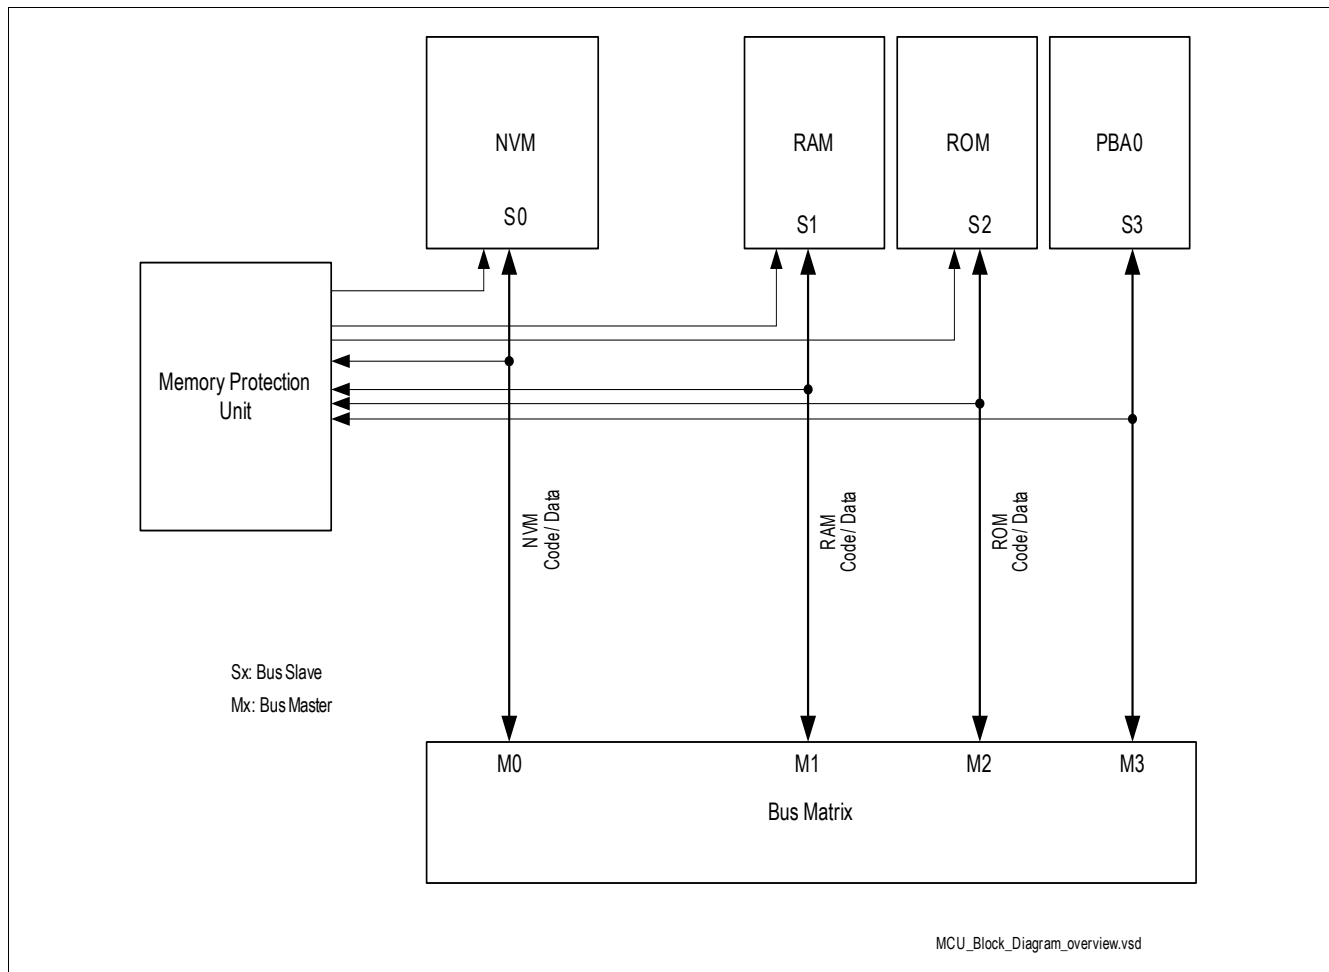 NVM
RAM
ROM
PBA0
S0
S1
S2
S3
Memory Protection
Unit
NVM
Code/ Data
RAM
Code/ Data
ROM
Code/ Data
Sx: Bus Slave
Mx: Bus Master
M0
M1
M2
M3
Bus Matrix
MCU_Block_Diagram_overview.vsd